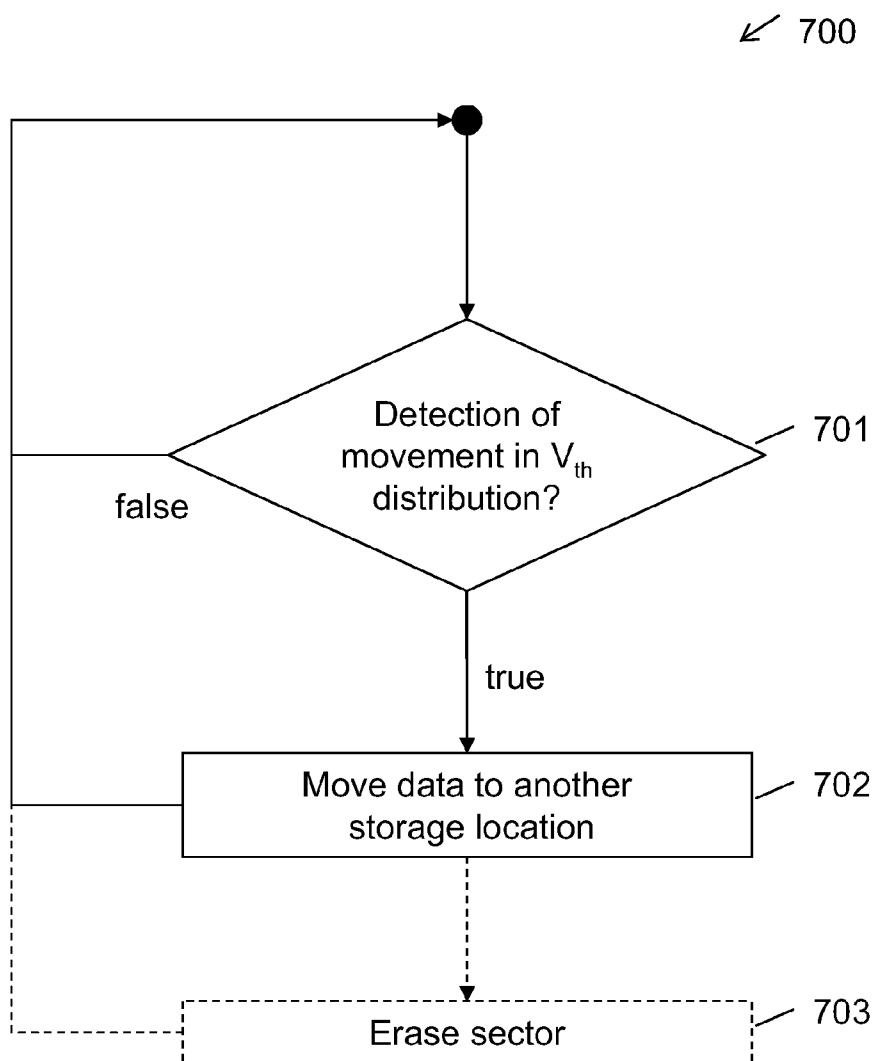 700
Detection of
movement in Vth
distribution?
701
false
true
Move data to another
storage location
702
Erase sector
703